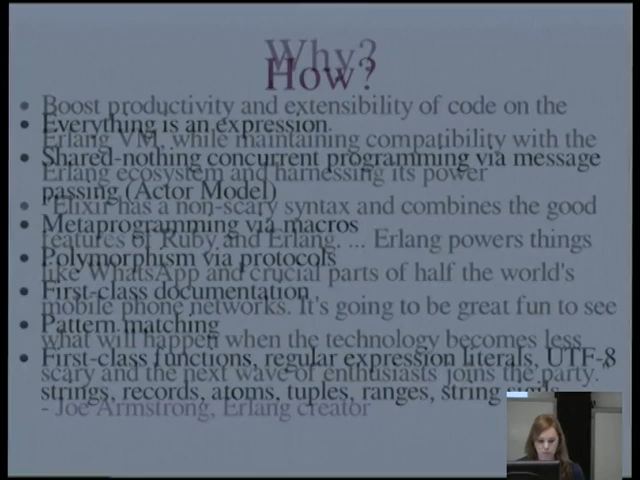 Why?
How?
• Boost productivity and extensibility of code on the
• Everything is an expression
Erlang VM, while maintaining compatibility with the
• Shared-nothing concurrent programming via message
Erlang ecosystem and harnessing its power
passing (Actor Model)
• "Elixir has a non-scary syntax and combines the good
• Metaprogramming via macros
features of Ruby and Erlang. ... Erlang powers things
• Polymorphism via protocols
like WhatsApp and crucial parts of half the world's
• First-class documentation
mobile phone networks. It's going to be great fun to see
• Pattern matching
what will happen when the technology becomes less
• First-class functions, regular expression literals, UTF-8
scary and the next wave of enthusiasts joins the party."
strings, records, atoms, tuples, ranges, string
- Joe Armstrong, Erlang creator